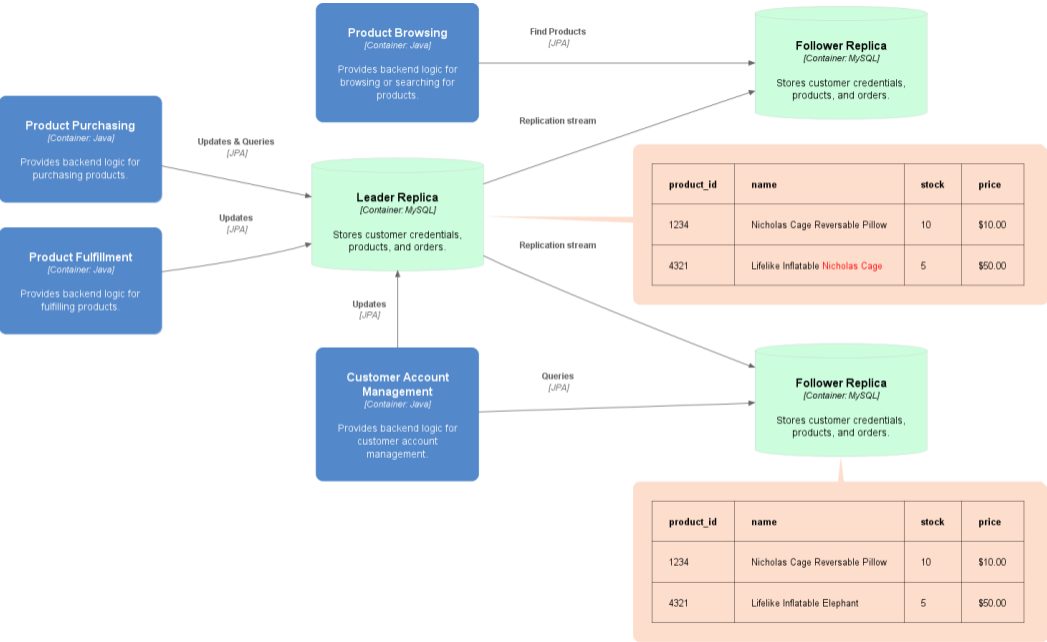 Product Browsing
[Container: Java]
Provides backend logic for
browsing or searching for
products.
Find Products
[JPA]
Follower Replica
[Container: MySQL]
Stores customer credentials,
products, and orders.
Product Purchasing
[Container: Java]
Provides backend logic for
purchasing products.
Updates & Queries
[JPA]
Replication stream
Leader Replica
[Container: MySQL]
Stores customer credentials,
products, and orders.
product_id name stock price
1234 Nicholas Cage Reversable Pillow 10 $10.00
4321 Lifelike Inflatable Nicholas Cage 5 $50.00
Product Fulfillment
[Container: Java]
Provides backend logic for
fulfilling products.
Updates
[JPA]
Replication stream
Updates
[JPA]
Customer Account
Management
[Container: Java]
Provides backend logic for
customer account
management.
Queries
[JPA]
Follower Replica
[Container: MySQL]
Stores customer credentials,
products, and orders.
product_id name stock price
1234 Nicholas Cage Reversable Pillow 10 $10.00
4321 Lifelike Inflatable Elephant 5 $50.00